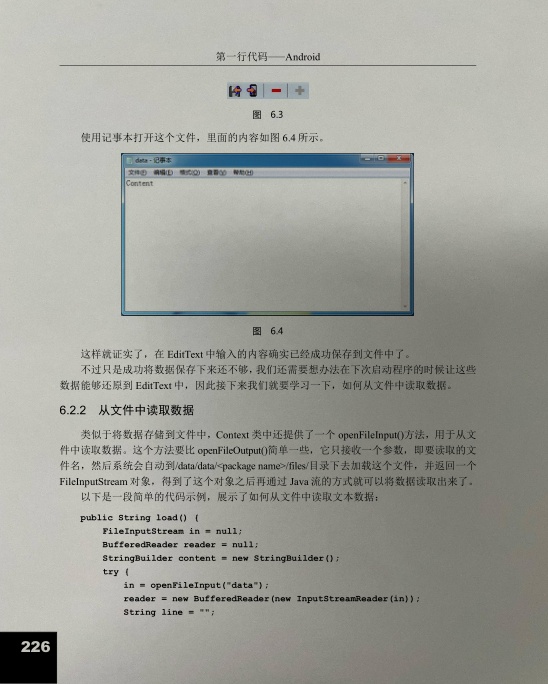 第一行代码——Android
图 6.3
使用记事本打开这个文件，里面的内容如图 6.4 所示。
data - 记事本
文件(F) 编辑(E) 格式(O) 查看(V) 帮助(H)
Content
图 6.4
这样就证实了，在 EditText 中输入的内容确实已经成功保存到文件中了。
不过只是成功将数据保存下来还不够，我们还需要想办法在下次启动程序的时候让这些
数据能够还原到 EditText 中，因此接下来我们就要学习一下，如何从文件中读取数据。
6.2.2 从文件中读取数据
类似于将数据存储到文件中，Context 类中还提供了一个 openFileInput()方法，用于从文
件中读取数据。这个方法要比 openFileOutput()简单一些，它只接收一个参数，即要读取的文
件名，然后系统会自动到/data/data/<package name>/files/目录下去加载这个文件，并返回一个
FileInputStream 对象，得到了这个对象之后再通过 Java 流的方式就可以将数据读取出来了。
以下是一段简单的代码示例，展示了如何从文件中读取文本数据：
public String load() {
FileInputStream in = null;
BufferedReader reader = null;
StringBuilder content = new StringBuilder();
try {
in = openFileInput("data");
reader = new BufferedReader(new InputStreamReader(in));
String line = "";
226